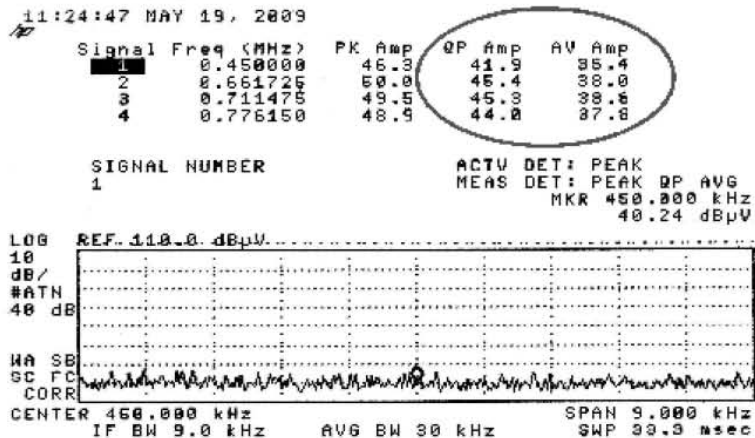 11:24:47 MAY 19, 2009
hp
Signal Freq (MHz) PK Amp QP Amp AV Amp
1 0.450000 46.3 41.9 35.4
2 0.661725 50.0 45.4 38.0
3 0.711475 49.5 45.3 38.6
4 0.776150 48.9 44.0 37.8
SIGNAL NUMBER
1
ACTV DET: PEAK
MEAS DET: PEAK QP AVG
MKR 450.000 kHz
40.24 dBµV
LOG REF 110.0 dBµV
10
dB/
#ATN
40 dB
WA SB
SC FC
CORR
CENTER 450.000 kHz SPAN 9.000 kHz
IF BW 9.0 kHz AVG BW 30 kHz SWP 33.3 msec